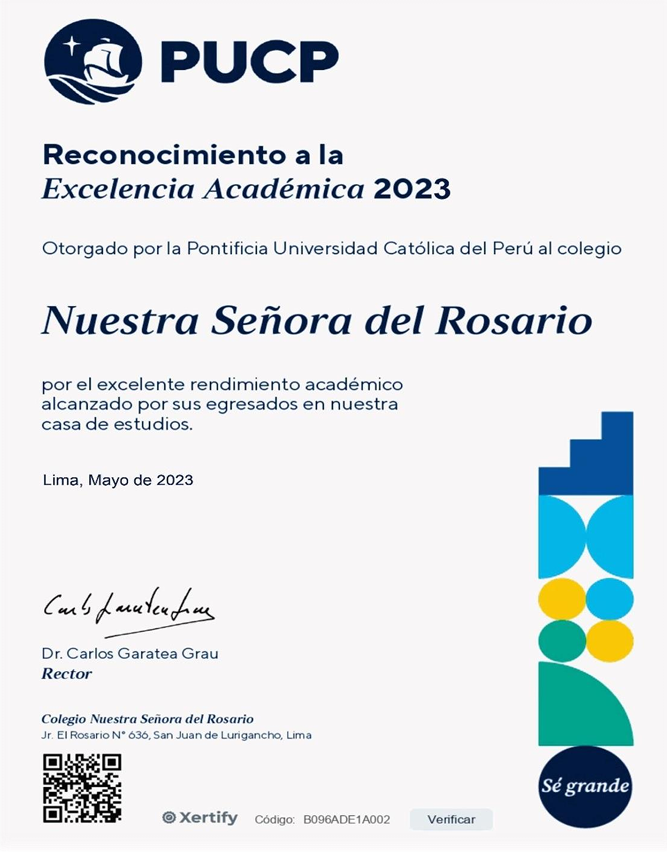 PUCP
Reconocimiento a la
Excelencia Académica 2023
Otorgado por la Pontificia Universidad Católica del Perú al colegio
Nuestra Señora del Rosario
por el excelente rendimiento académico
alcanzado por sus egresados en nuestra
casa de estudios.
Lima, Mayo de 2023
Dr. Carlos Garatea Grau
Rector
Colegio Nuestra Señora del Rosario
Jr. El Rosario N° 636, San Juan de Lurigancho, Lima
Sé grande
Xertify Código: B096ADE1A002 Verificar